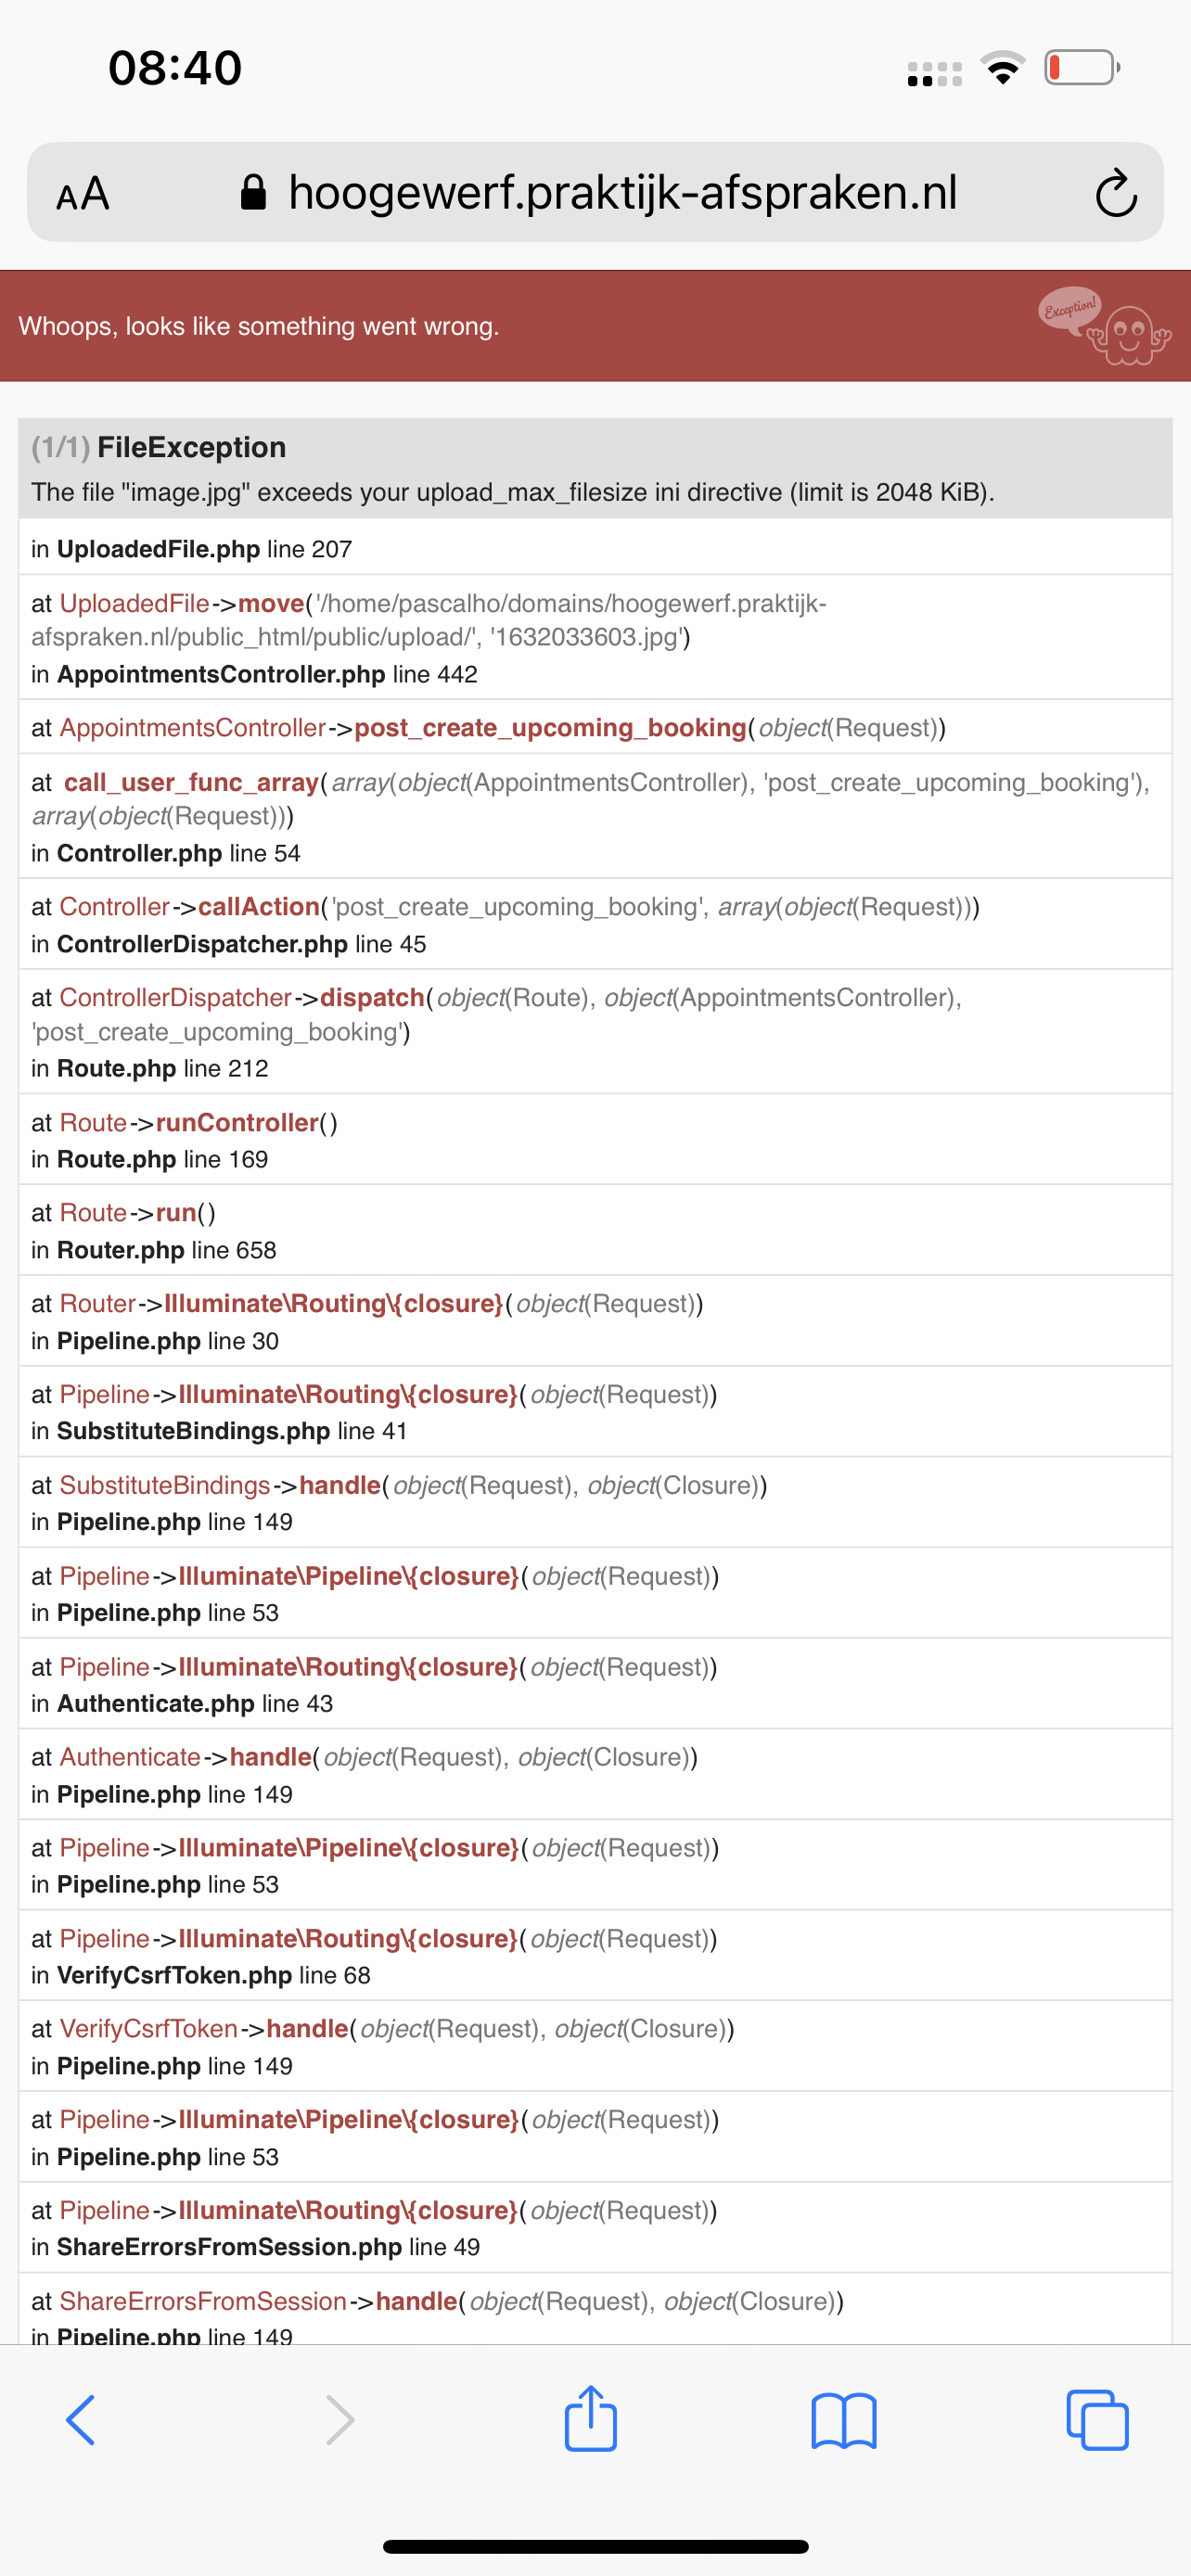 08:40
AA hoogewerf.praktijk-afspraken.nl
Whoops, looks like something went wrong.
Exception!
(1/1) FileException
The file "image.jpg" exceeds your upload_max_filesize ini directive (limit is 2048 KiB).
in UploadedFile.php line 207
at UploadedFile->move('/home/pascalho/domains/hoogewerf.praktijk-
afspraken.nl/public_html/public/upload/', '1632033603.jpg')
in AppointmentsController.php line 442
at AppointmentsController->post_create_upcoming_booking(object(Request))
at call_user_func_array(array(object(AppointmentsController), 'post_create_upcoming_booking'),
array(object(Request)))
in Controller.php line 54
at Controller->callAction('post_create_upcoming_booking', array(object(Request)))
in ControllerDispatcher.php line 45
at ControllerDispatcher->dispatch(object(Route), object(AppointmentsController),
'post_create_upcoming_booking')
in Route.php line 212
at Route->runController()
in Route.php line 169
at Route->run()
in Router.php line 658
at Router->Illuminate\Routing\{closure}(object(Request))
in Pipeline.php line 30
at Pipeline->Illuminate\Routing\{closure}(object(Request))
in SubstituteBindings.php line 41
at SubstituteBindings->handle(object(Request), object(Closure))
in Pipeline.php line 149
at Pipeline->Illuminate\Pipeline\{closure}(object(Request))
in Pipeline.php line 53
at Pipeline->Illuminate\Routing\{closure}(object(Request))
in Authenticate.php line 43
at Authenticate->handle(object(Request), object(Closure))
in Pipeline.php line 149
at Pipeline->Illuminate\Pipeline\{closure}(object(Request))
in Pipeline.php line 53
at Pipeline->Illuminate\Routing\{closure}(object(Request))
in VerifyCsrfToken.php line 68
at VerifyCsrfToken->handle(object(Request), object(Closure))
in Pipeline.php line 149
at Pipeline->Illuminate\Pipeline\{closure}(object(Request))
in Pipeline.php line 53
at Pipeline->Illuminate\Routing\{closure}(object(Request))
in ShareErrorsFromSession.php line 49
at ShareErrorsFromSession->handle(object(Request), object(Closure))
in Pipeline.php line 149